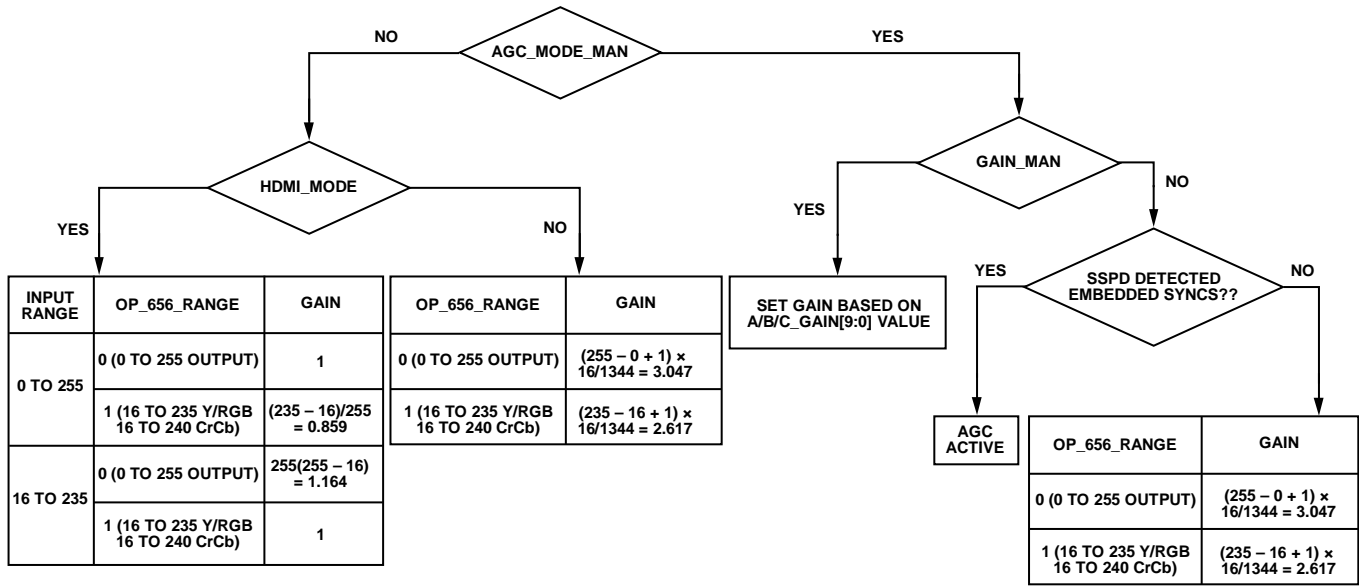 AGC_MODE_MAN
NO
YES
HDMI_MODE
GAIN_MAN
YES
NO
YES
NO
SSPD DETECTED
EMBEDDED SYNCS??
YES
NO
INPUT
RANGE
OP_656_RANGE
GAIN
0 TO 255
0 (0 TO 255 OUTPUT)
1
1 (16 TO 235 Y/RGB
16 TO 240 CrCb)
(235 – 16)/255
= 0.859
16 TO 235
0 (0 TO 255 OUTPUT)
255(255 – 16)
= 1.164
1 (16 TO 235 Y/RGB
16 TO 240 CrCb)
1
OP_656_RANGE
GAIN
0 (0 TO 255 OUTPUT)
(255 – 0 + 1) ×
16/1344 = 3.047
1 (16 TO 235 Y/RGB
16 TO 240 CrCb)
(235 – 16 + 1) ×
16/1344 = 2.617
SET GAIN BASED ON
A/B/C_GAIN[9:0] VALUE
AGC
ACTIVE
OP_656_RANGE
GAIN
0 (0 TO 255 OUTPUT)
(255 – 0 + 1) ×
16/1344 = 3.047
1 (16 TO 235 Y/RGB
16 TO 240 CrCb)
(235 – 16 + 1) ×
16/1344 = 2.617